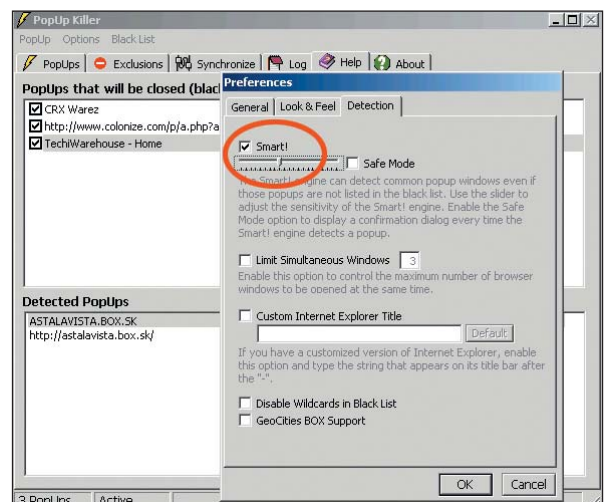 PopUp Killer
PopUp Options Black List
PopUps Exclusions Synchronize Log Help About
PopUps that will be closed (blac
CRX Warez
http://www.colonize.com/p/a.php?a
TechiWarehouse - Home
Detected PopUps
ASTALAVISTA.BOX.SK
http://astalavista.box.sk/
3 PopUps Active
Preferences
General Look & Feel Detection
Smart!
Safe Mode
The Smart! engine can detect common popup windows even if
those popups are not listed in the black list. Use the slider to
adjust the sensitivity of the Smart! engine. Enable the Safe
Mode option to display a confirmation dialog every time the
Smart! engine detects a popup.
Limit Simultaneous Windows 3
Enable this option to control the maximum number of browser
windows to be opened at the same time.
Custom Internet Explorer Title
Default
If you have a customized version of Internet Explorer, enable
this option and type the string that appears on its title bar after
the "-".
Disable Wildcards in Black List
GeoCities BOX Support
OK Cancel